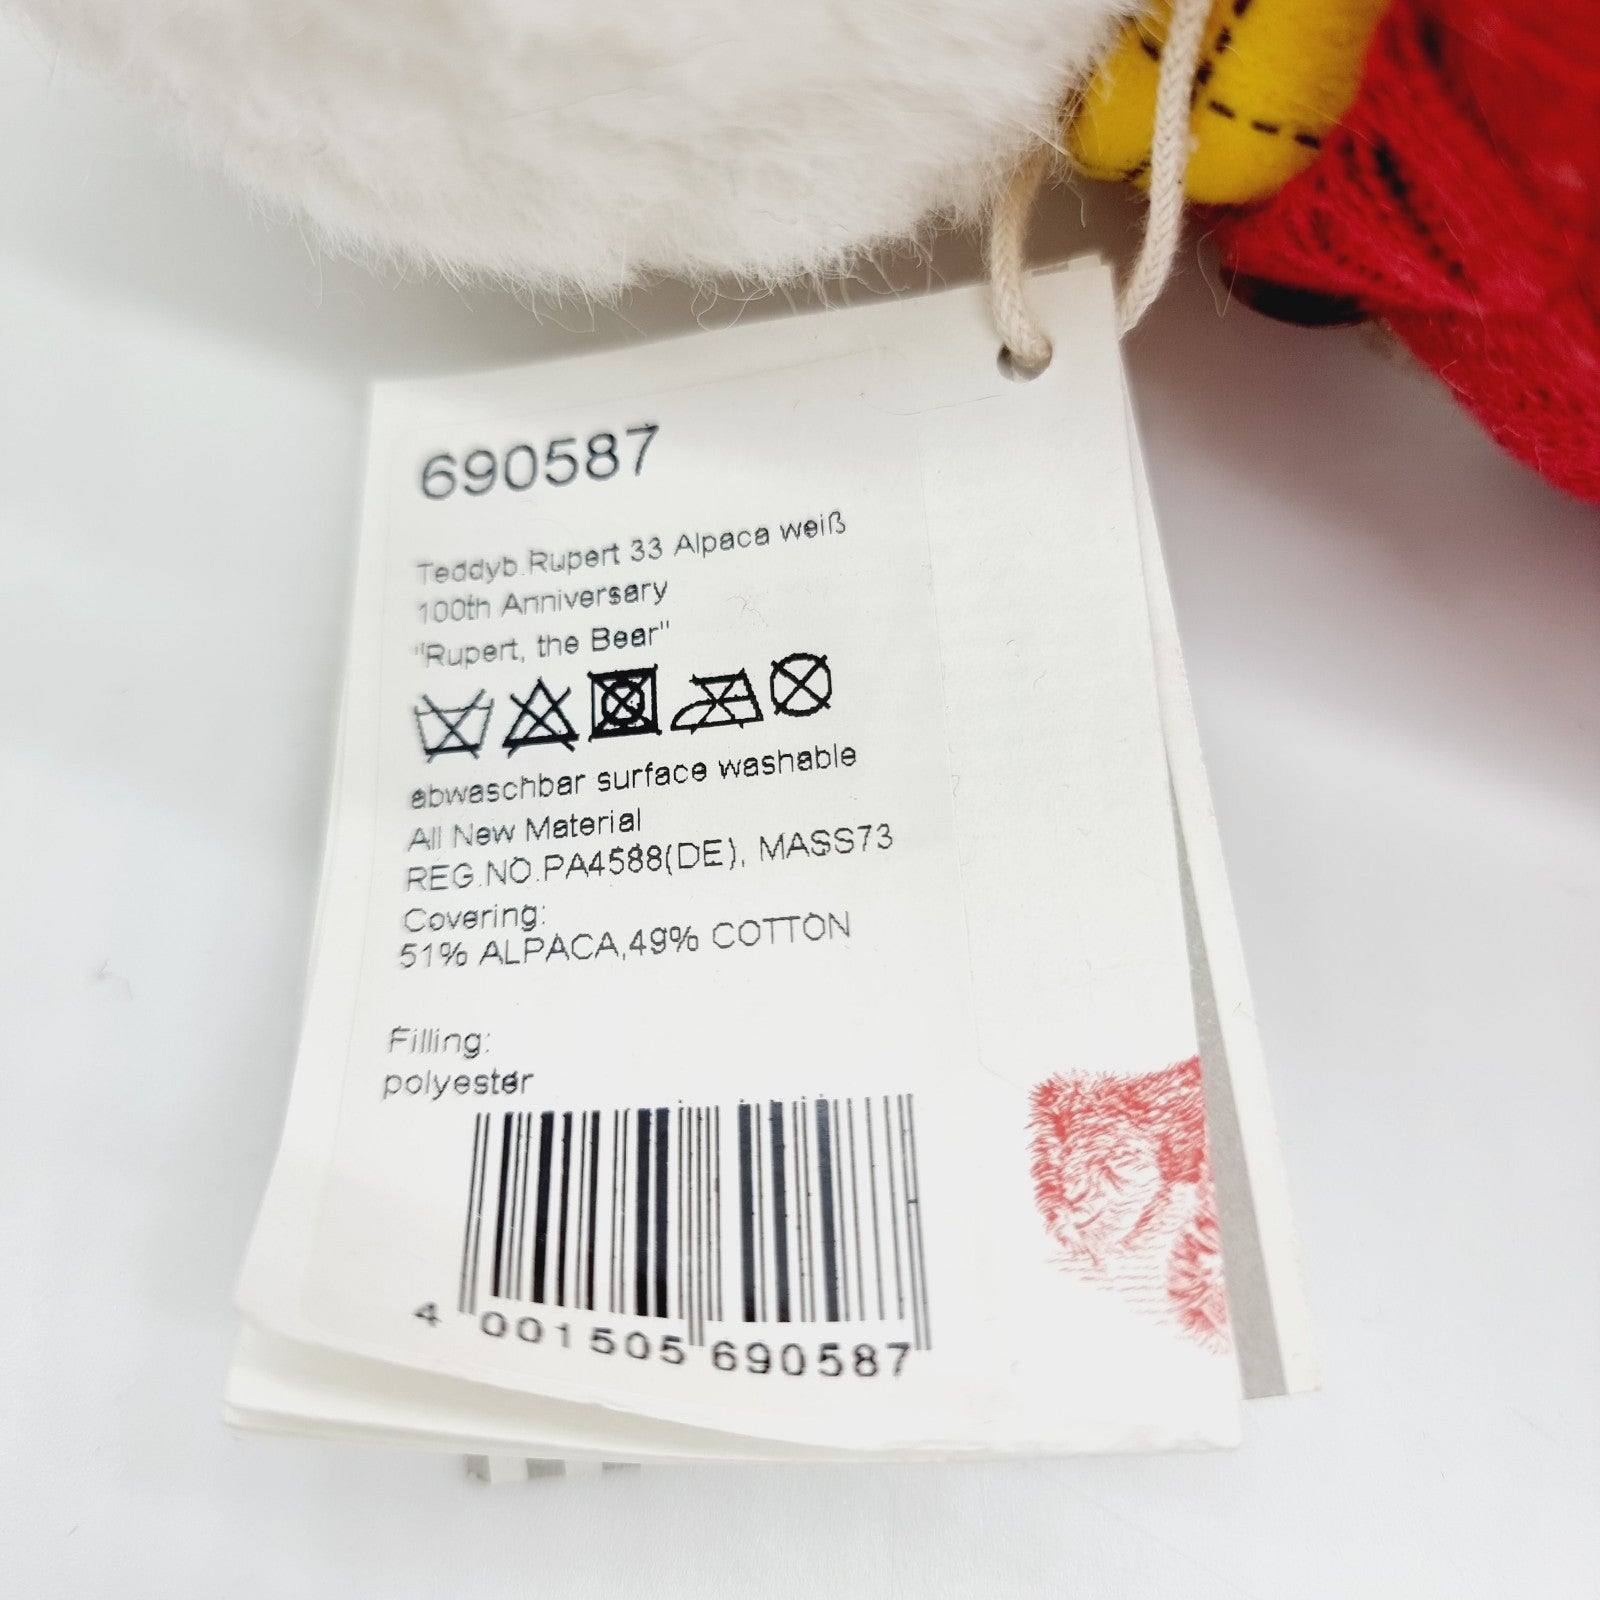 690587
Teddyb.Rupert 33 Alpaca weiß
100th Anniversary
"Rupert, the Bear"
abwaschbar surface washable
All New Material
REG.NO.PA4588(DE), MASS73
Covering:
51% ALPACA,49% COTTON
Filling:
polyester
4 001505 690587